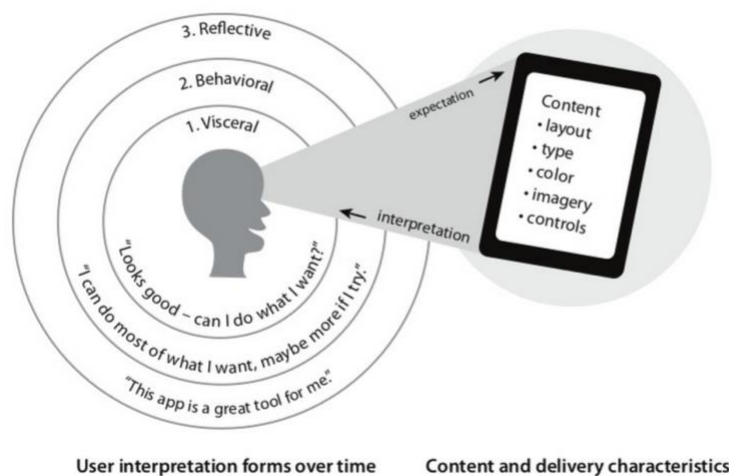 3. Reflective
2. Behavioral
1. Visceral
"Looks good – can I do what I want?"
"I can do most of what I want, maybe more if I try."
"This app is a great tool for me."
expectation
interpretation
Content
• layout
• type
• color
• imagery
• controls
User interpretation forms over time
Content and delivery characteristics